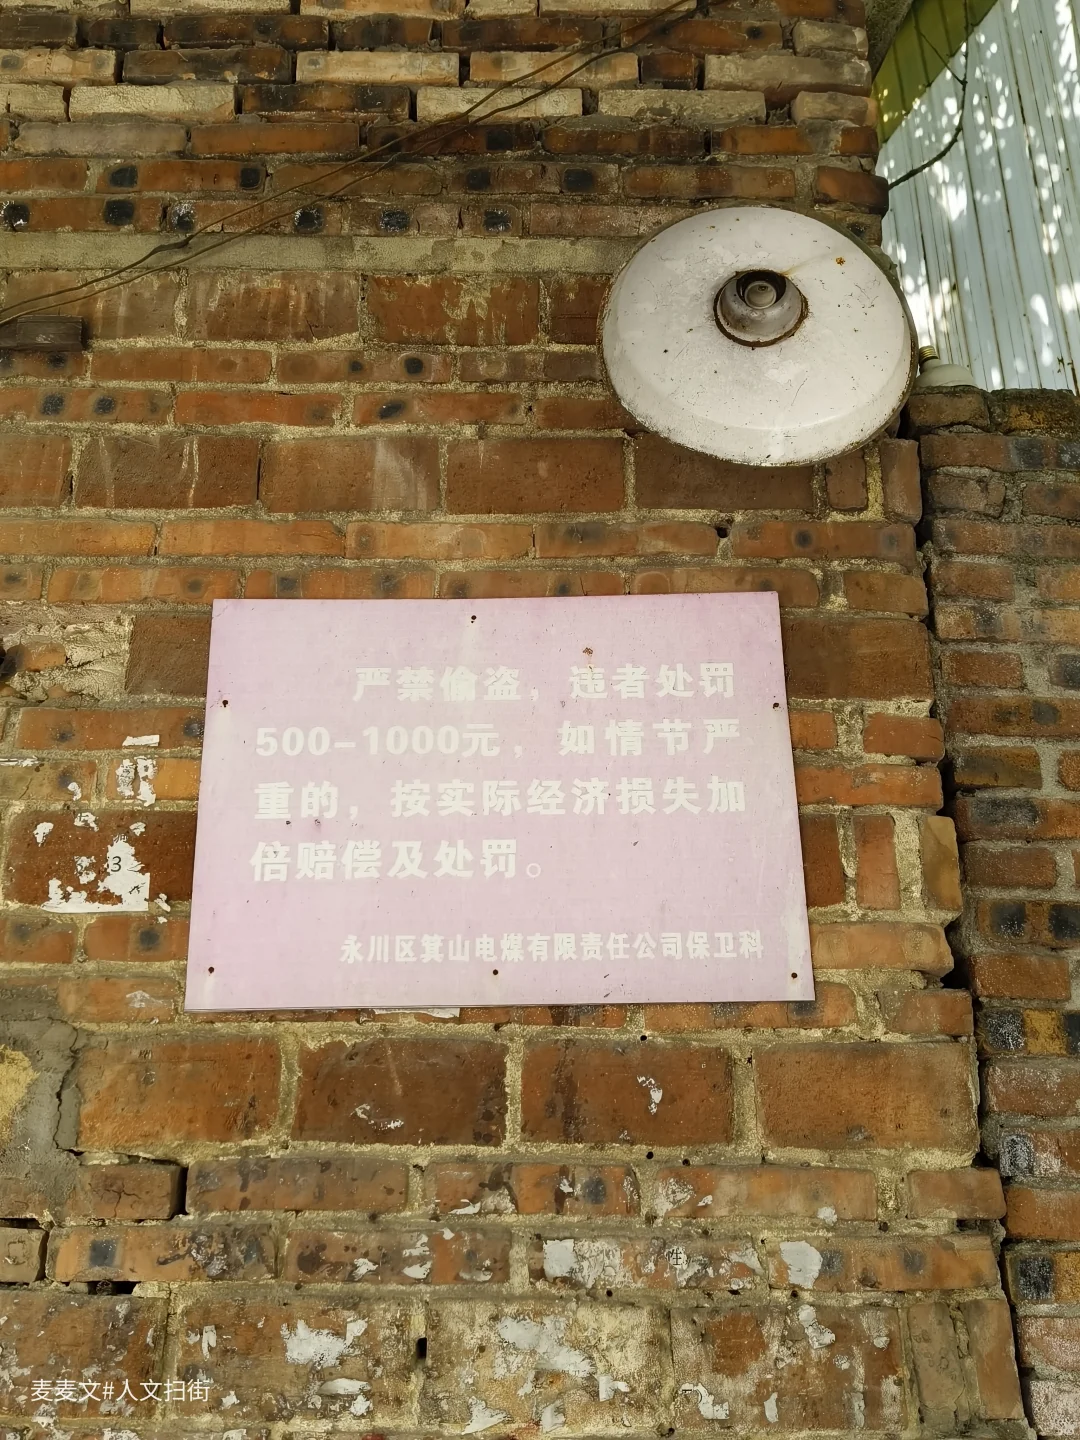 严禁偷盗，违者处罚
500-1000元，如情节严
重的，按实际经济损失加
倍赔偿及处罚。
永川区箕山电煤有限责任公司保卫科
3
性
麦麦文#人文扫街